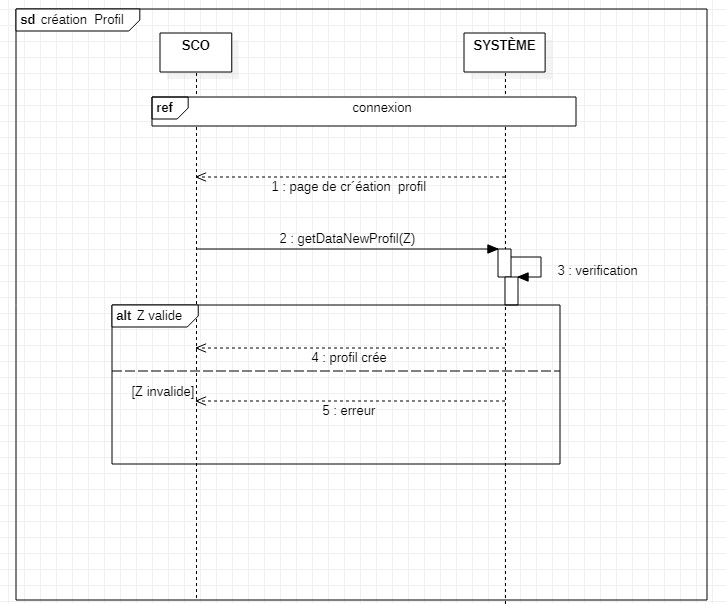 sd création Profil
SCO
SYSTÈME
ref
connexion
1 : page de cr´éation profil
2 : getDataNewProfil(Z)
3 : verification
alt Z valide
4 : profil crée
[Z invalide]
5 : erreur